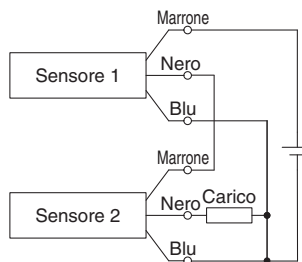 Marrone
Sensore 1
Nero
Blu
Marrone
Sensore 2
Nero
Carico
Blu